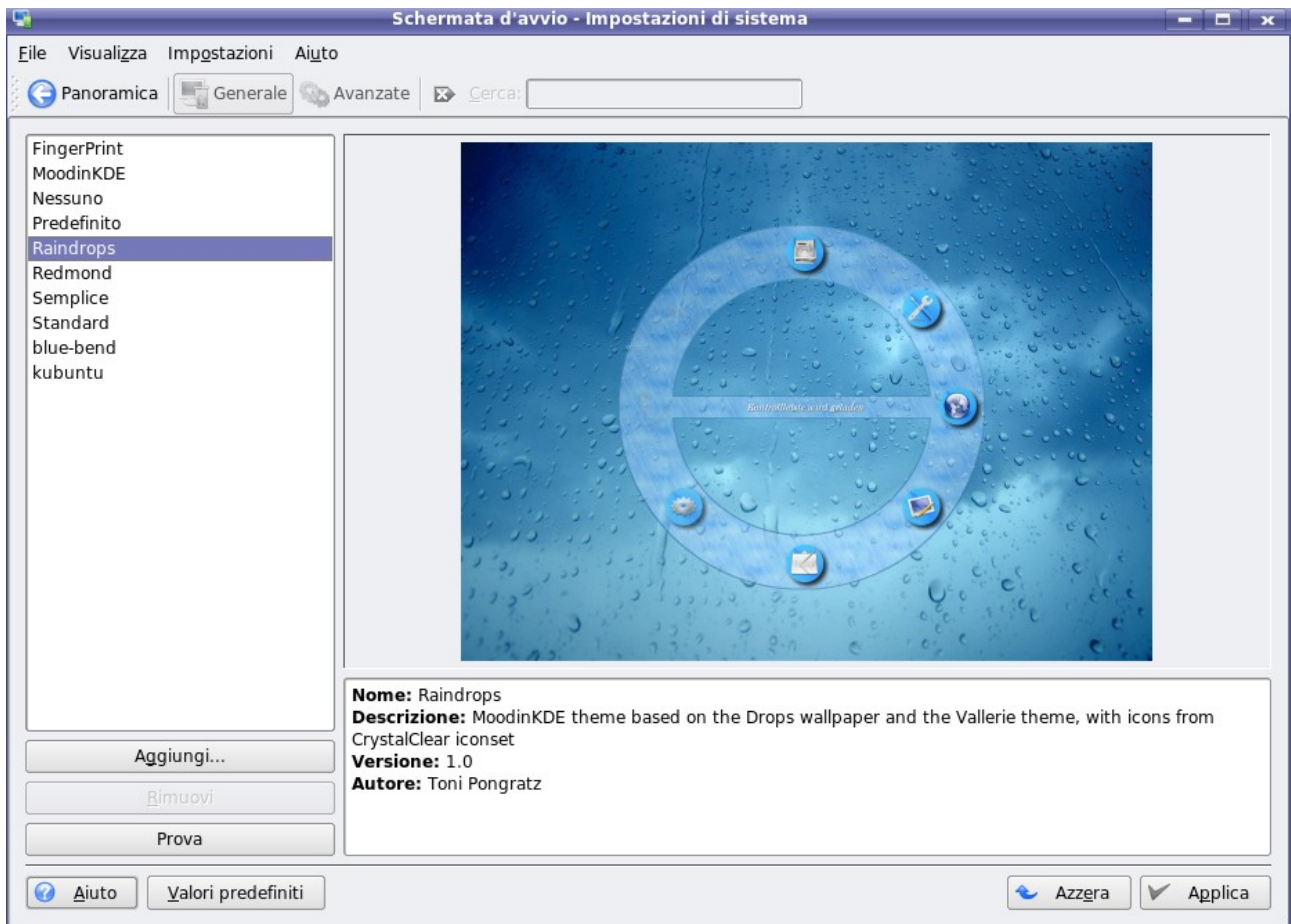 Schermata d'avvio - Impostazioni di sistema
File Visualizza Impostazioni Aiuto
Panoramica Generale Avanzate Cerca:
FingerPrint
MoodinKDE
Nessuno
Predefinito
Raindrops
Redmond
Semplice
Standard
blue-bend
kubuntu
Kontrollleiste wird geladen
Nome: Raindrops
Descrizione: MoodinKDE theme based on the Drops wallpaper and the Vallerie theme, with icons from
CrystalClear iconset
Versione: 1.0
Autore: Toni Pongratz
Aggiungi...
Rimuovi
Prova
Aiuto Valori predefiniti Azzera Applica